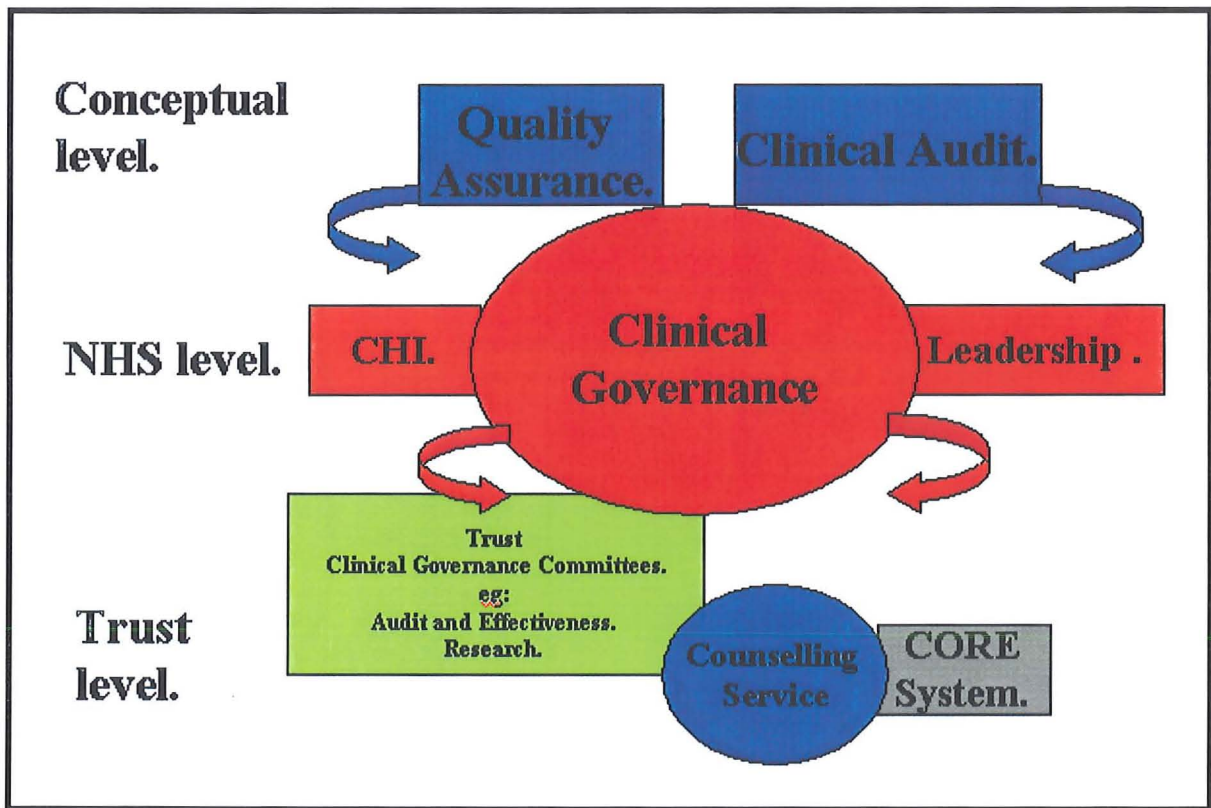 Conceptual
level.
Quality
Assurance.
Clinical Audit.
NHS level.
CHI.
Clinical
Governance
Leadership .
Trust
level.
Trust
Clinical Governance Committees.
eg:
Audit and Effectiveness.
Research.
Counselling
Service
CORE
System.